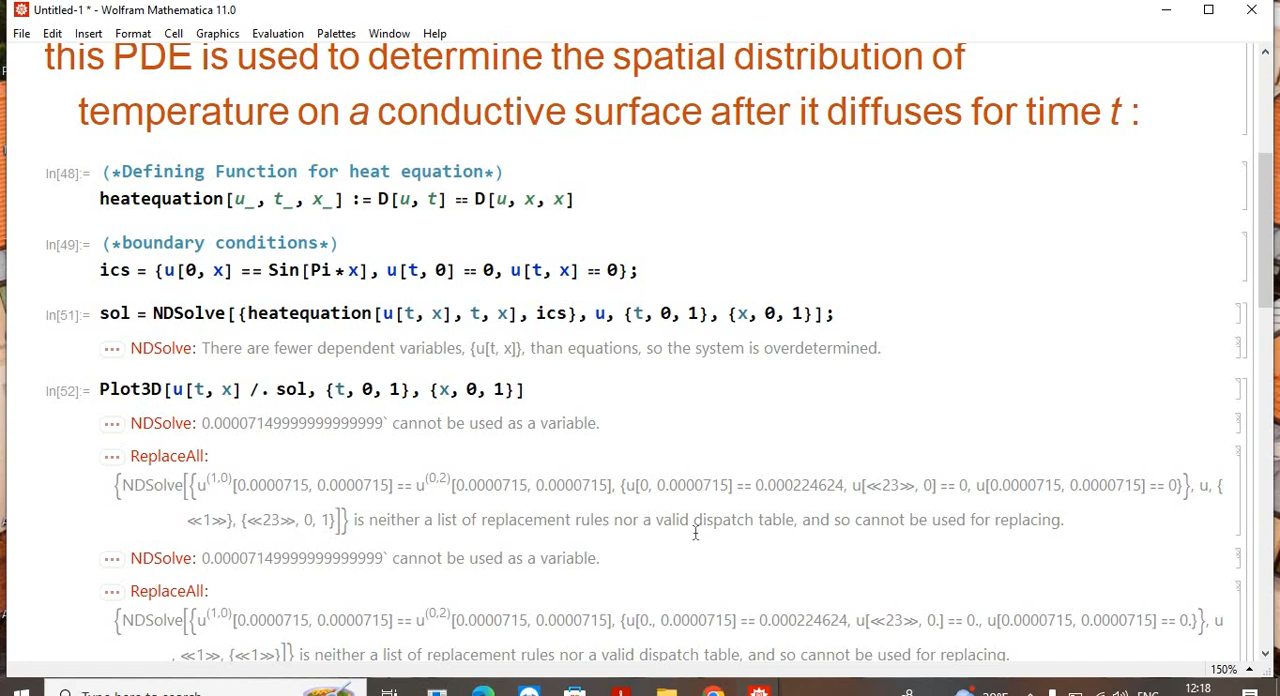 Untitled-1 * - Wolfram Mathematica 11.0
File Edit Insert Format Cell Graphics Evaluation Palettes Window Help
this PDE is used to determine the spatial distribution of
temperature on a conductive surface after it diffuses for time t :
In[48]:= (*Defining Function for heat equation*)
heatequation[u_, t_, x_] := D[u, t] == D[u, x, x]
In[49]:= (*boundary conditions*)
ics = {u[0, x] == Sin[Pi*x], u[t, 0] == 0, u[t, x] == 0};
In[51]:= sol = NDSolve[{heatequation[u[t, x], t, x], ics}, u, {t, 0, 1}, {x, 0, 1}];
... NDSolve: There are fewer dependent variables, {u[t, x]}, than equations, so the system is overdetermined.
In[52]:= Plot3D[u[t, x] /. sol, {t, 0, 1}, {x, 0, 1}]
... NDSolve: 0.00007149999999999999` cannot be used as a variable.
... ReplaceAll:
{NDSolve[{u^(1,0)[0.0000715, 0.0000715] == u^(0,2)[0.0000715, 0.0000715], {u[0, 0.0000715] == 0.000224624, u[≪23≫, 0] == 0, u[0.0000715, 0.0000715] == 0}}, u, {
≪1≫}, {≪23≫, 0, 1}]} is neither a list of replacement rules nor a valid dispatch table, and so cannot be used for replacing.
... NDSolve: 0.00007149999999999999` cannot be used as a variable.
... ReplaceAll:
{NDSolve[{u^(1,0)[0.0000715, 0.0000715] == u^(0,2)[0.0000715, 0.0000715], {u[0., 0.0000715] == 0.000224624, u[≪23≫, 0.] == 0., u[0.0000715, 0.0000715] == 0.}}, u
, ≪1≫, {≪1≫}]} is neither a list of replacement rules nor a valid dispatch table, and so cannot be used for replacing.
150%
12:18